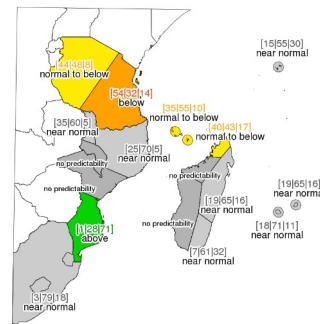 [15|55|30]
near normal
[44|48|8]
normal to below
[54|32|14]
below
[35|55|10]
normal to below
[35|60|5]
near normal
[40|43|17]
normal to below
[25|70|5]
near normal
no predictability
no predictability
no predictability
[19|65|16]
near normal
[19|65|16]
near normal
[1|28|71]
above
no predictability
[18|71|11]
near normal
[7|61|32]
near normal
[3|79|18]
near normal